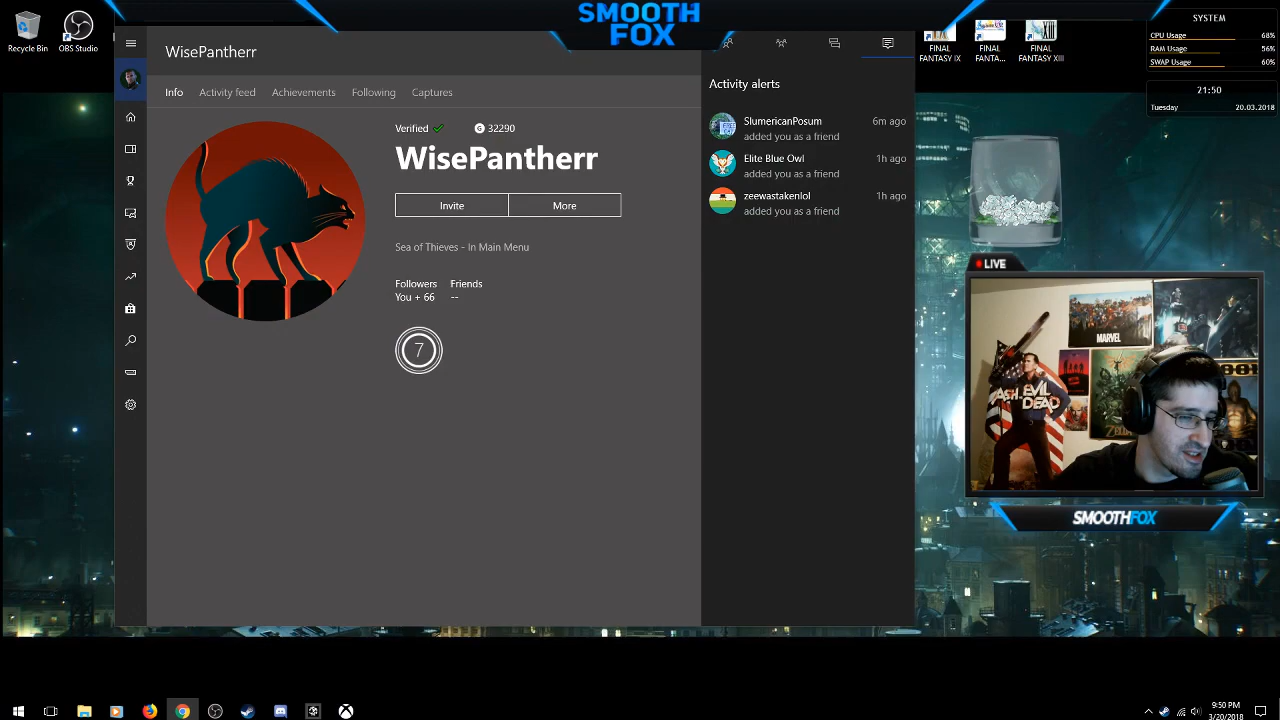 SMOOTH
FOX
Recycle Bin
OBS Studio
WisePantherr
Info
Activity feed
Achievements
Following
Captures
Verified
G 32290
WisePantherr
Invite
More
Sea of Thieves - In Main Menu
Followers
Friends
You + 66
--
7
Activity alerts
SlumericanPosum
6m ago
added you as a friend
Elite Blue Owl
1h ago
added you as a friend
zeewastakenlol
1h ago
added you as a friend
FINAL
FANTASY IX
FINAL
FANTA...
FINAL
FANTASY XIII
XIII
SYSTEM
CPU Usage
68%
RAM Usage
56%
SWAP Usage
60%
21:50
Tuesday
20.03.2018
LIVE
MARVEL
ASH
EVIL
DEAD
ZELDA
SMOOTHFOX
9:50 PM
3/20/2018